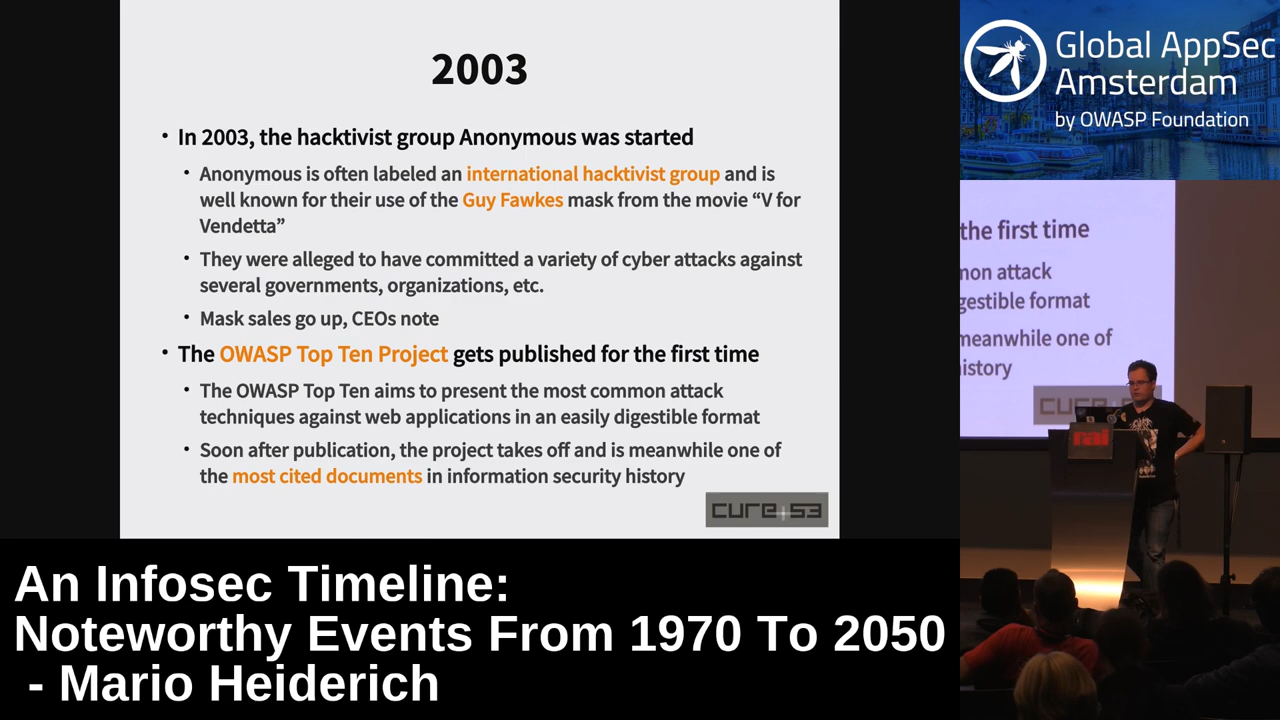 2003
• In 2003, the hacktivist group Anonymous was started
• Anonymous is often labeled an international hacktivist group and is
well known for their use of the Guy Fawkes mask from the movie “V for
Vendetta”
• They were alleged to have committed a variety of cyber attacks against
several governments, organizations, etc.
• Mask sales go up, CEOs note
• The OWASP Top Ten Project gets published for the first time
• The OWASP Top Ten aims to present the most common attack
techniques against web applications in an easily digestible format
• Soon after publication, the project takes off and is meanwhile one of
the most cited documents in information security history
cure+53
Global AppSec
Amsterdam
by OWASP Foundation
the first time
mon attack
gestible format
meanwhile one of
istory
cure+53
rai
An Infosec Timeline:
Noteworthy Events From 1970 To 2050
- Mario Heiderich